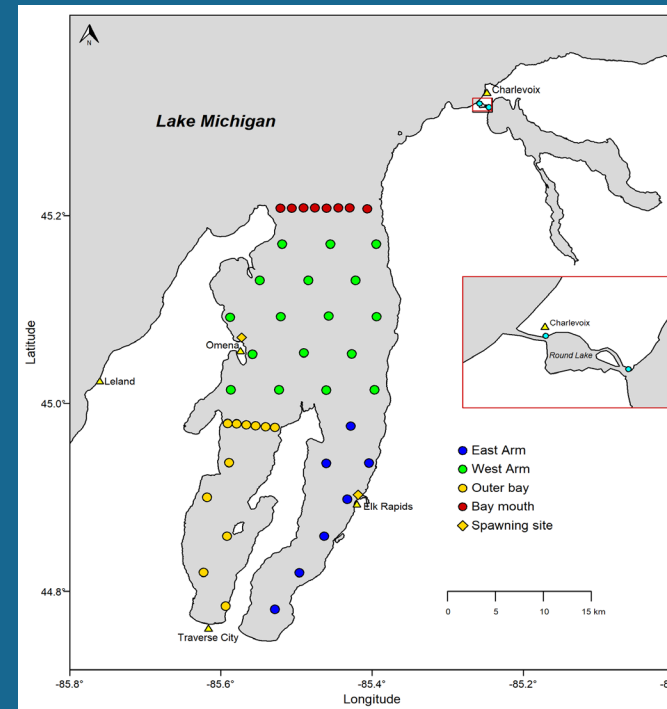 N
Charlevoix
Lake Michigan
45.2°
Charlevoix
Round Lake
Omena
Leland
45.0°
Latitude
East Arm
West Arm
Outer bay
Bay mouth
Spawning site
Elk Rapids
44.8°
0 5 10 15 km
Traverse City
-85.8° -85.6° -85.4° -85.2°
Longitude